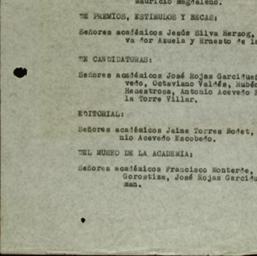 Mauricio Magdaleno.
DE PREMIOS, ESTIMULOS Y BECAS:
Señores académicos Jesús Silva Herzog,
va dor Azuela y Ernesto de la
DE CANDIDATURAS:
Señores académicos José Rojas Garcidueñ
vedo, Octaviano Valdés, Rubén
Henestrosa, Antonio Acevedo E
la Torre Villar.
EDITORIAL:
Señores académicos Jaime Torres Bodet,
nio Acevedo Escobedo.
DEL MUSEO DE LA ACADEMIA:
Señores académicos Francisco Monterde,
Gorostiza, José Rojas Garcidu
man.